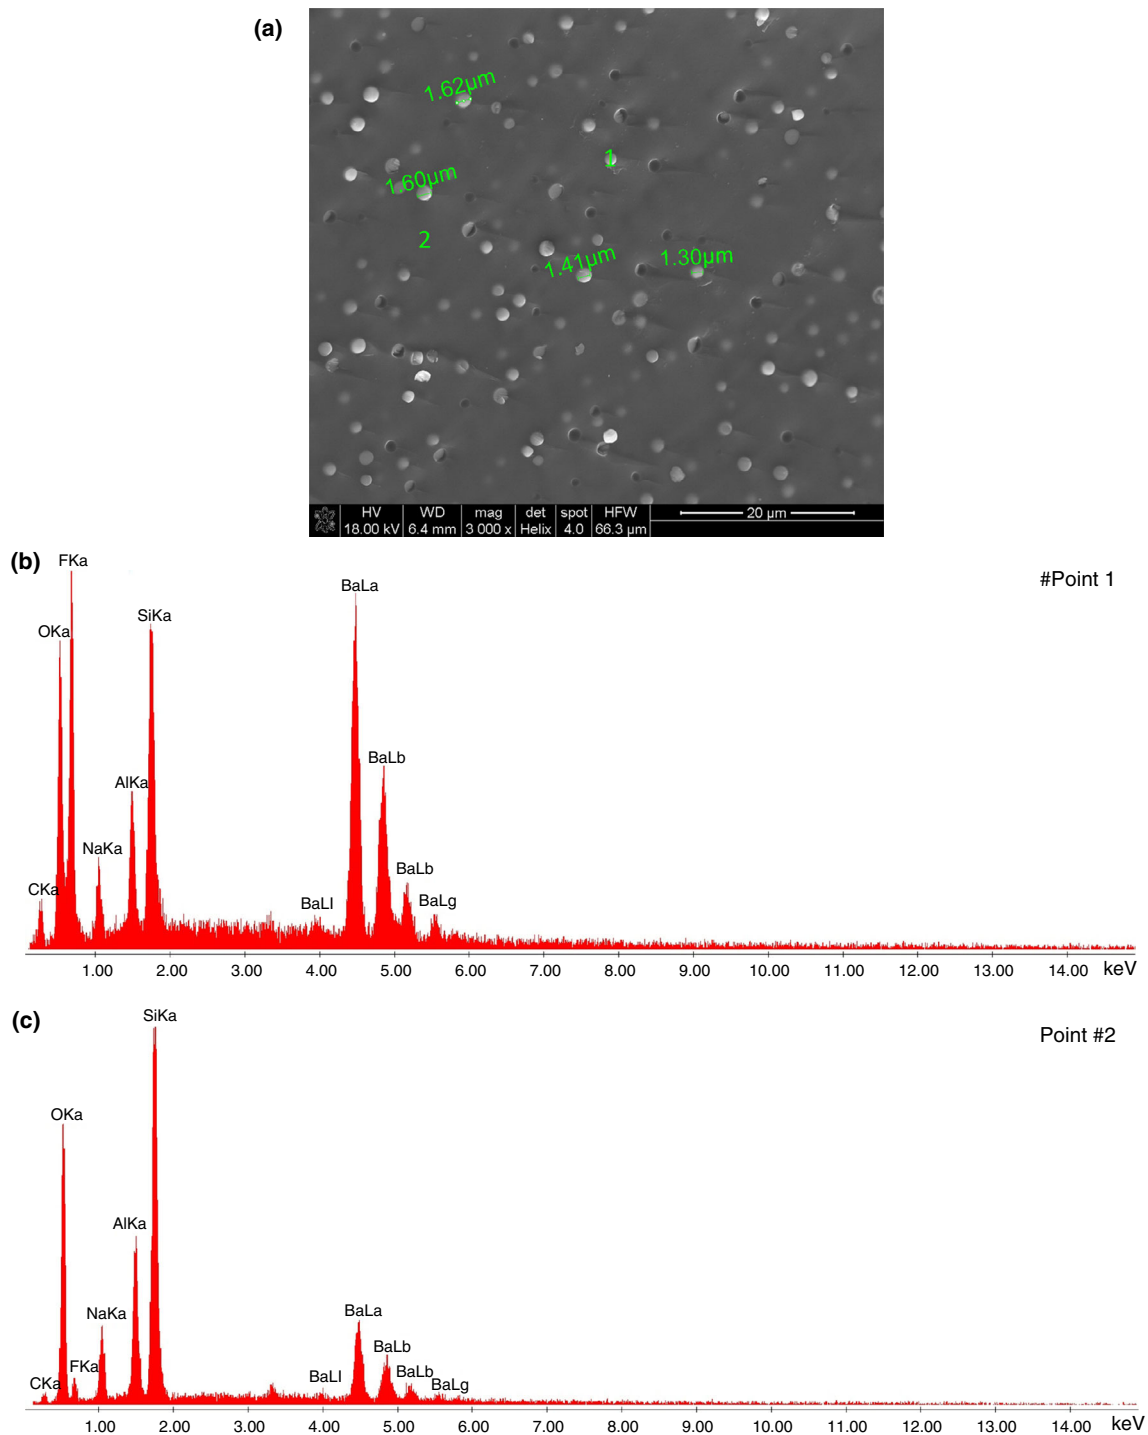 (a)
1.62µm
1
1.60µm
2
1.41µm
1.30µm
HV WD mag det spot HFW
18.00 kV 6.4 mm 3 000 x Helix 4.0 66.3 µm
20 µm
(b)
#Point 1
FKa
BaLa
SiKa
OKa
BaLb
AlKa
NaKa
BaLb
CKa
BaLl
BaLg
1.00 2.00 3.00 4.00 5.00 6.00 7.00 8.00 9.00 10.00 11.00 12.00 13.00 14.00 keV
(c)
Point #2
SiKa
OKa
AlKa
NaKa
BaLa
BaLb
FKa
BaLl
BaLb
CKa
BaLg
1.00 2.00 3.00 4.00 5.00 6.00 7.00 8.00 9.00 10.00 11.00 12.00 13.00 14.00 keV